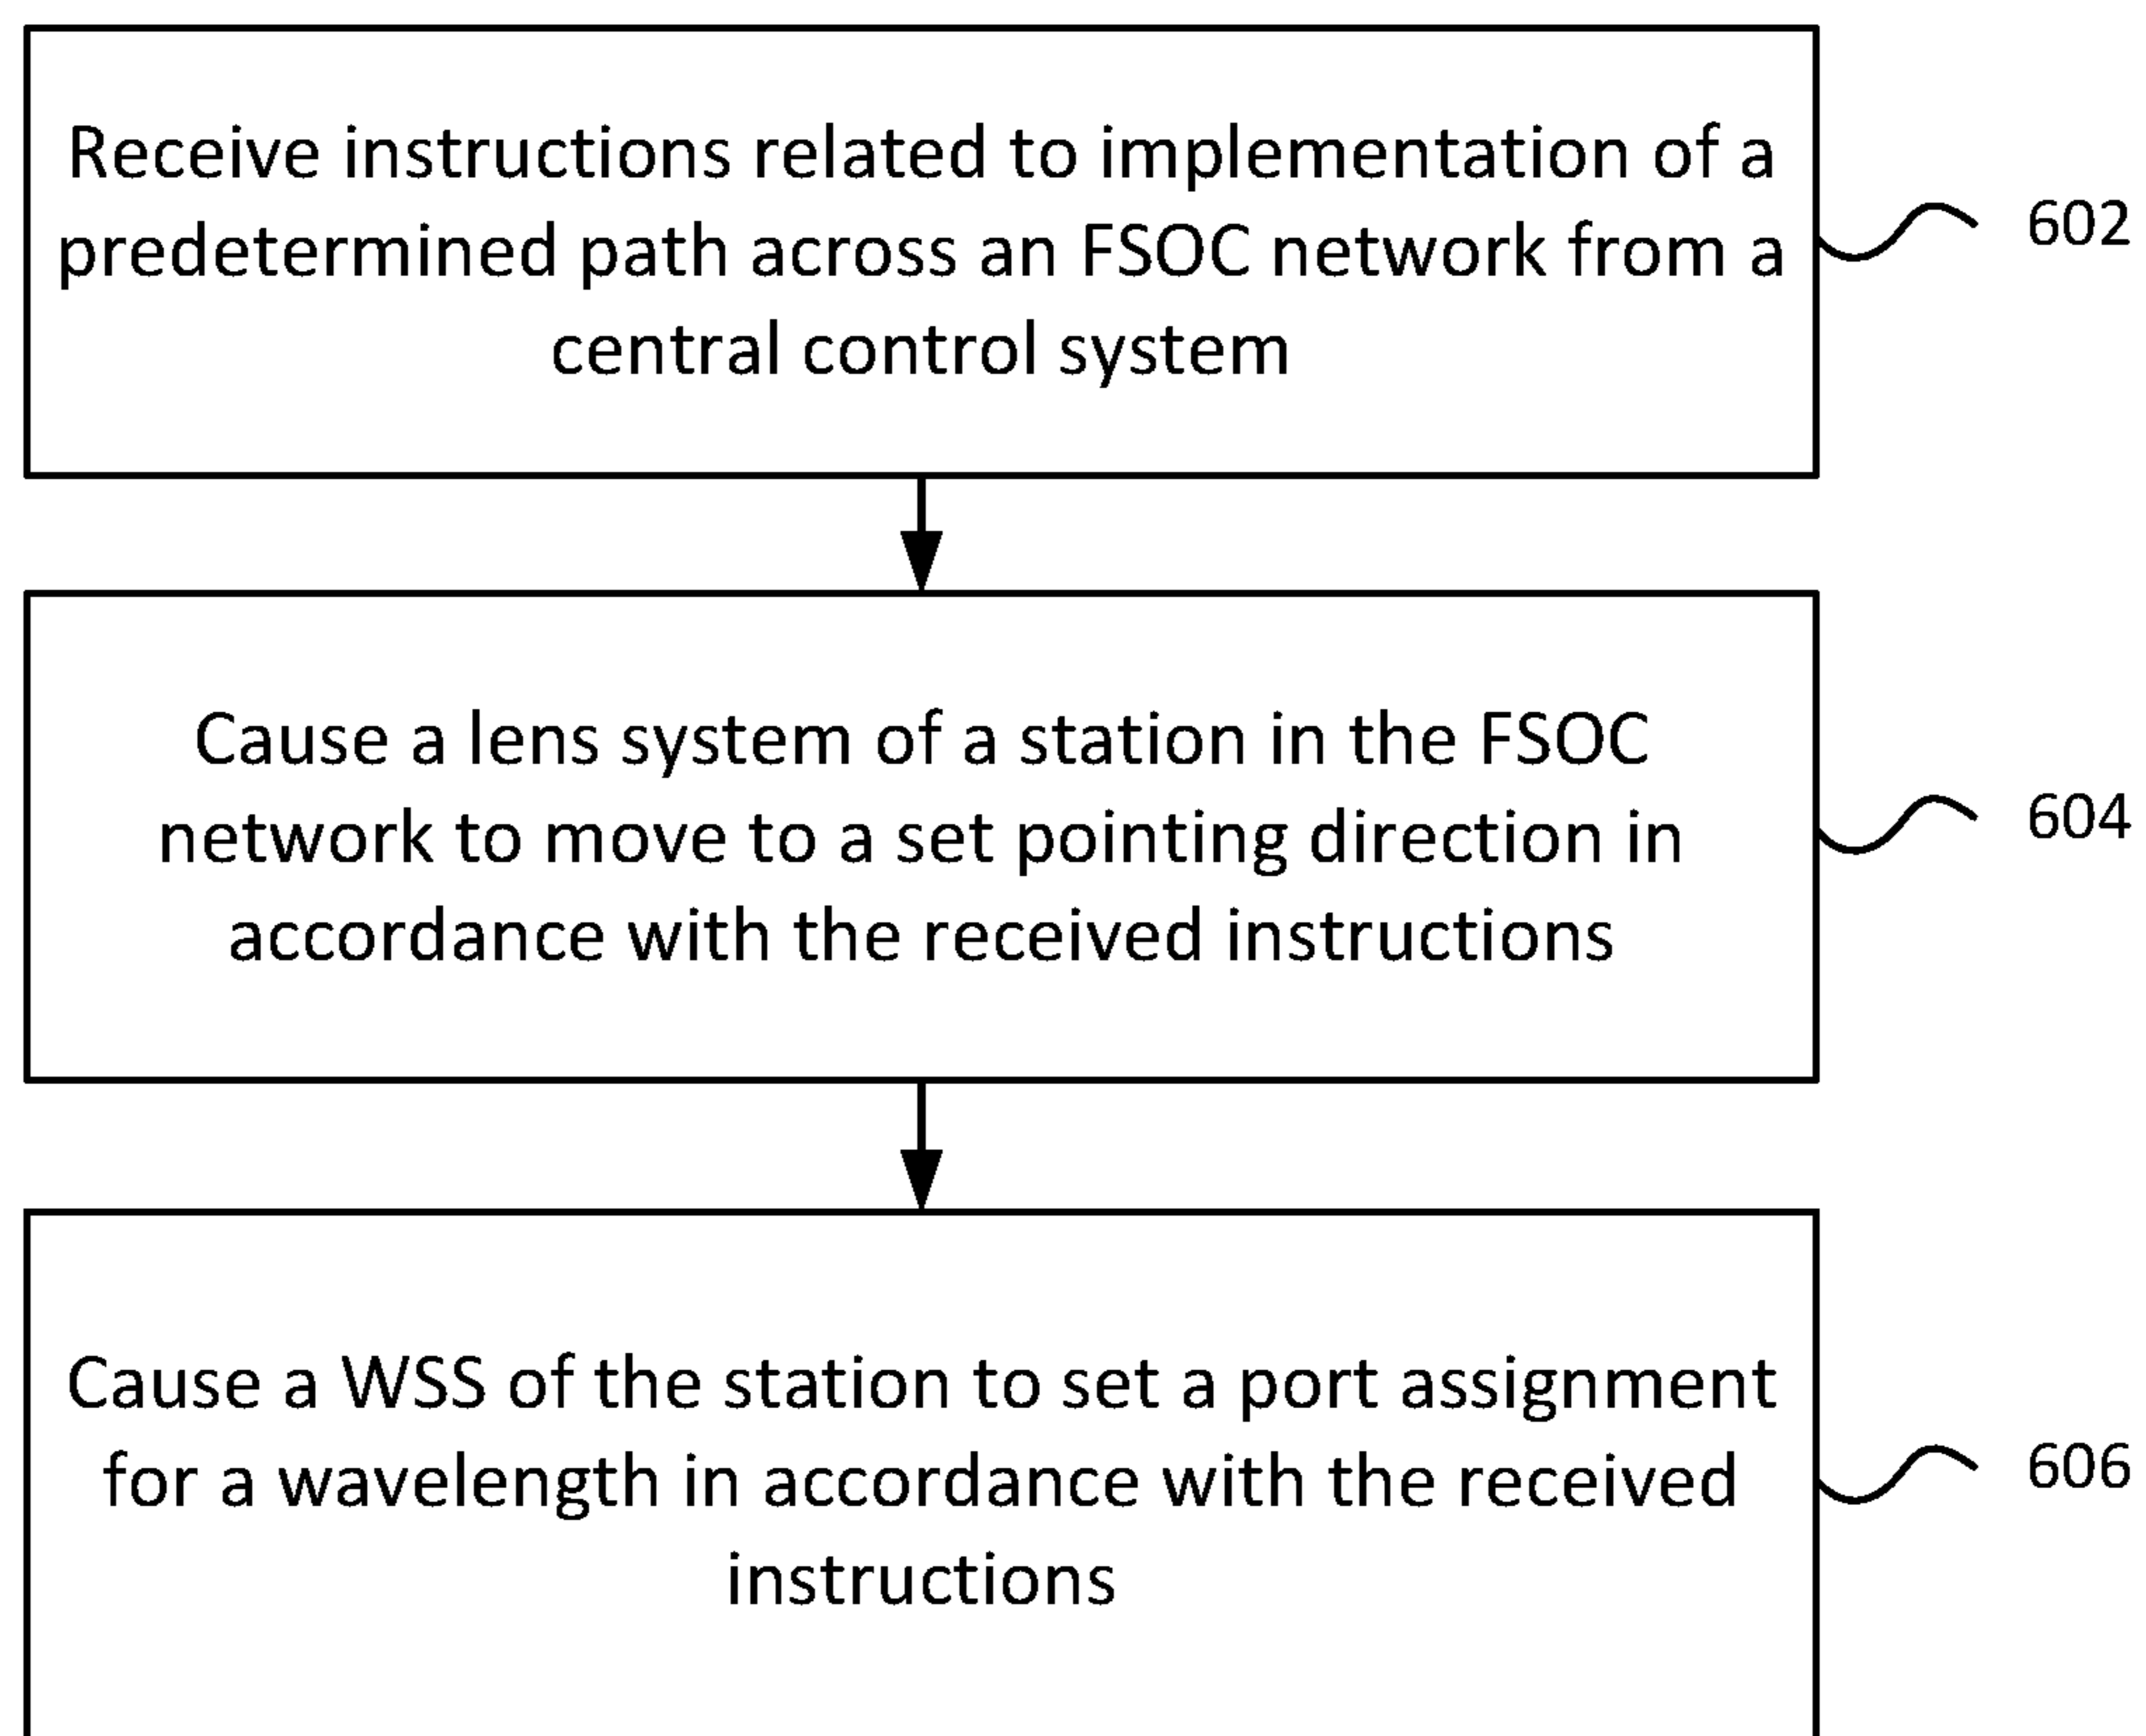 Receive instructions related to implementation of a
predetermined path across an FSOC network from a
central control system
602
Cause a lens system of a station in the FSOC
network to move to a set pointing direction in
accordance with the received instructions
604
Cause a WSS of the station to set a port assignment
for a wavelength in accordance with the received
instructions
606